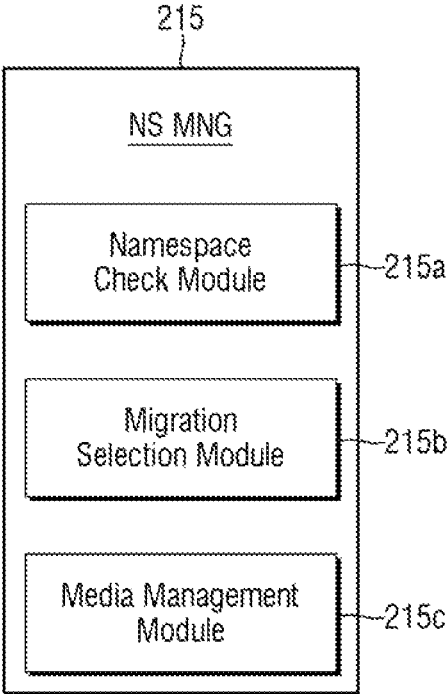 215
NS MNG
Namespace
Check Module
215a
Migration
Selection Module
215b
Media Management
Module
215c